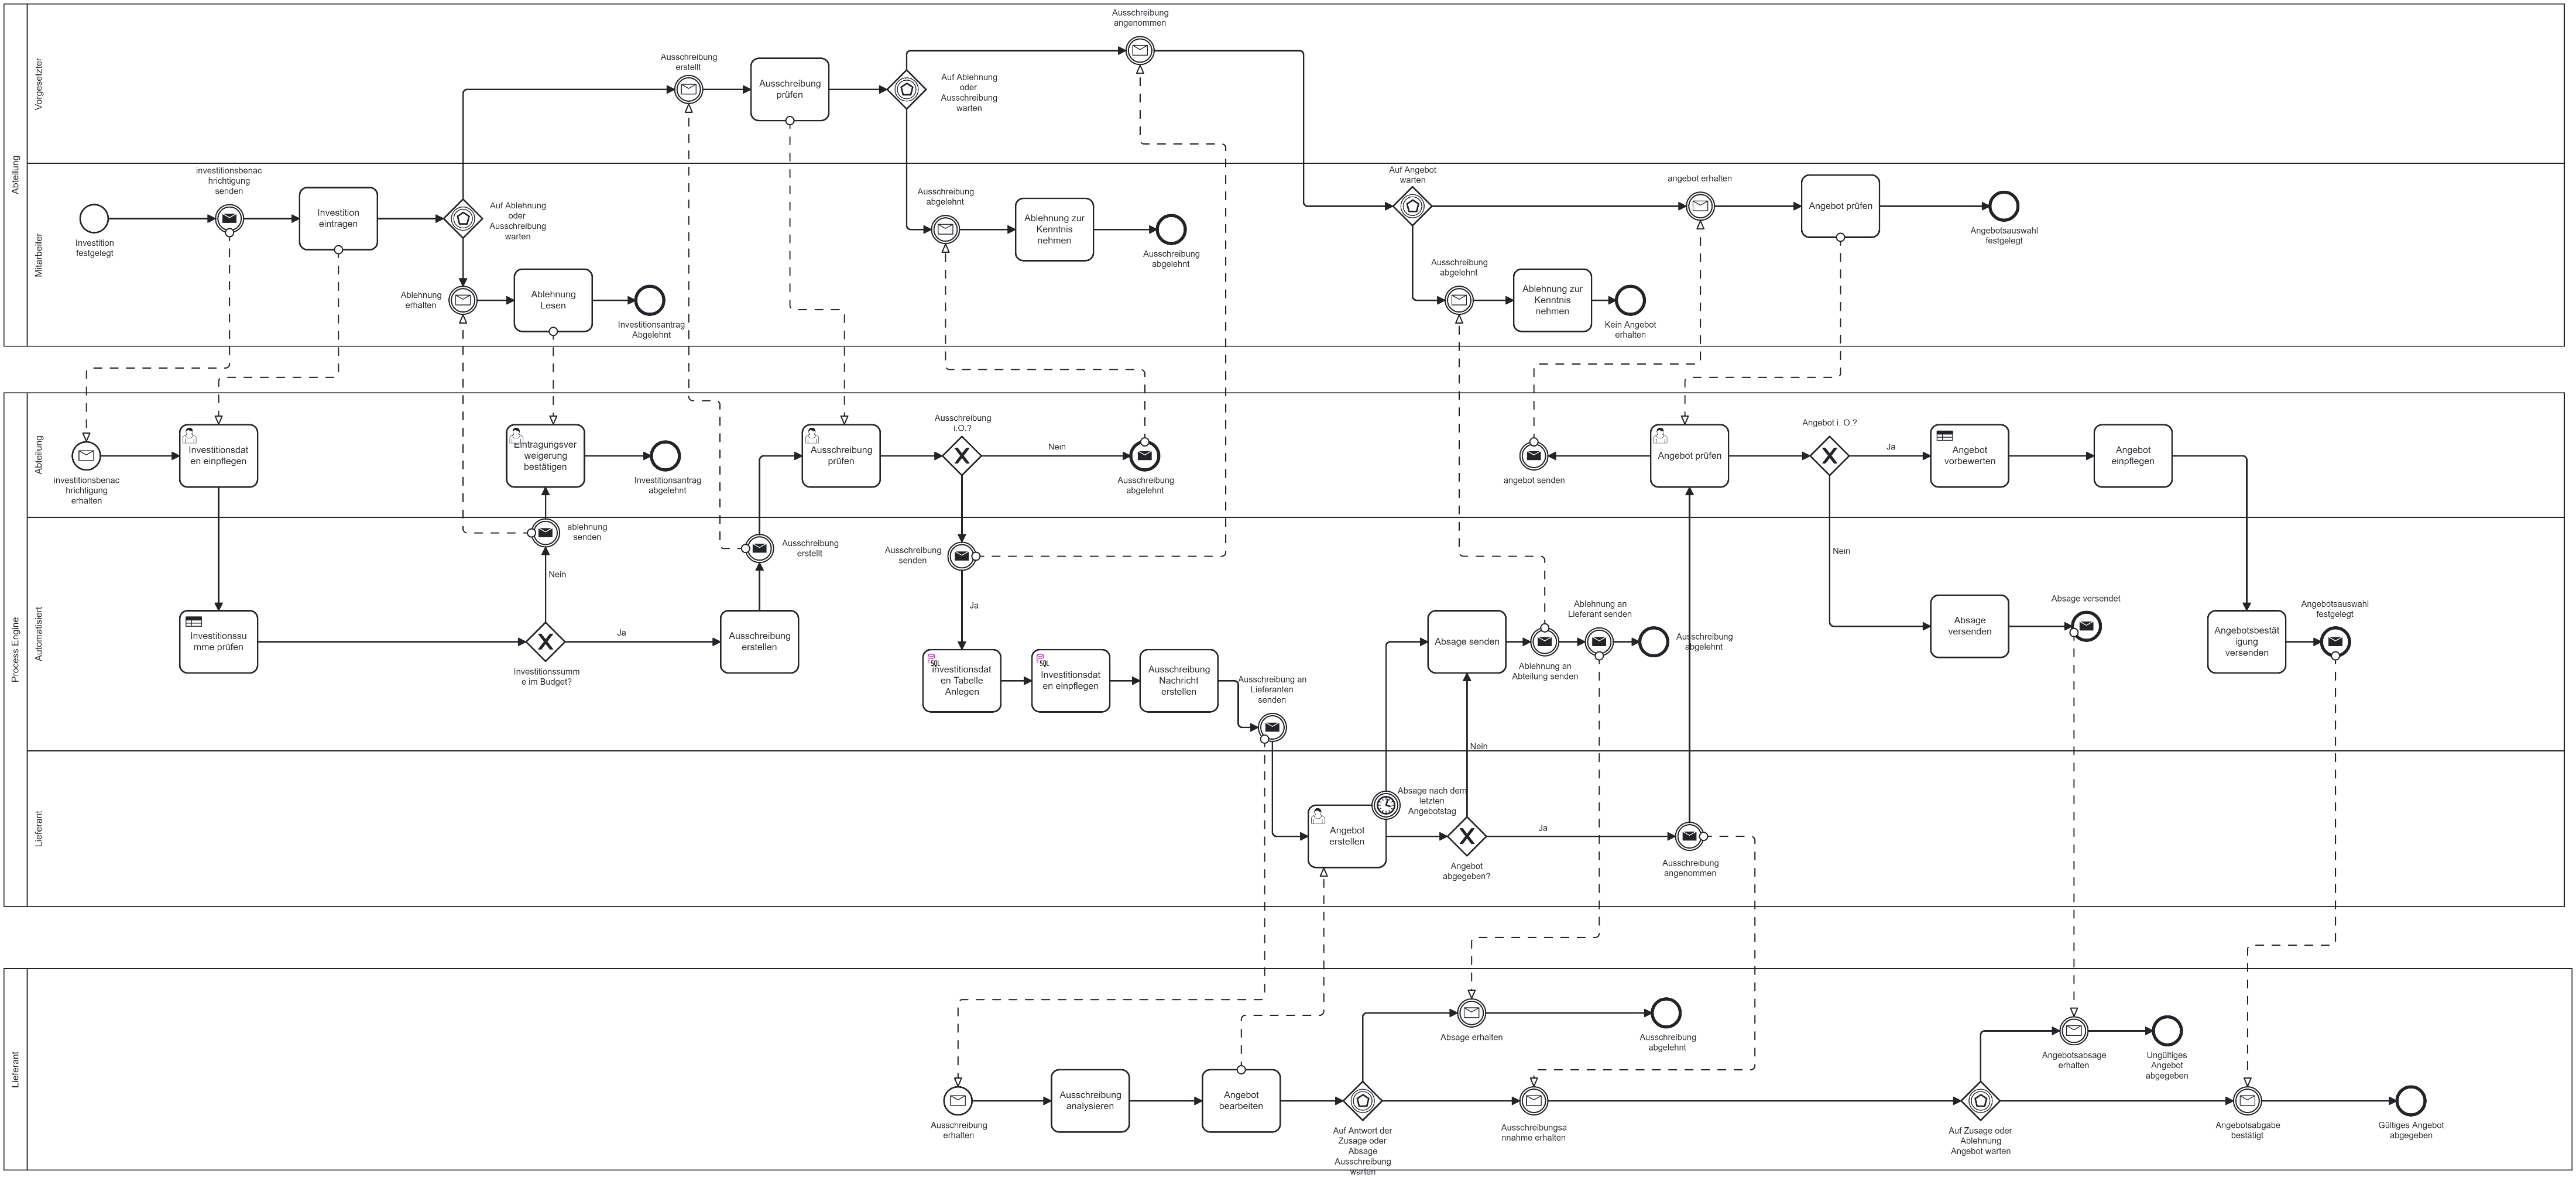 Abteilung
Vorgesetzter
Ausschreibung
angenommen
Ausschreibung
erstellt
Ausschreibung
prüfen
Auf Ablehnung
oder
Ausschreibung
warten
Mitarbeiter
Investition
festgelegt
investitionsbenac
hrichtigung
senden
Investition
eintragen
Auf Ablehnung
oder
Ausschreibung
warten
Ablehnung
erhalten
Ablehnung
Lesen
Investitionsantrag
Abgelehnt
Ausschreibung
abgelehnt
Ablehnung zur
Kenntnis
nehmen
Ausschreibung
abgelehnt
Auf Angebot
warten
angebot erhalten
Angebot prüfen
Angebotsauswahl
festgelegt
Ausschreibung
abgelehnt
Ablehnung zur
Kenntnis
nehmen
Kein Angebot
erhalten
Process Engine
Abteilung
investitionsbenac
hrichtigung
erhalten
Investitionsdat
en einpflegen
Eintragungsver
weigerung
bestätigen
Investitionsantrag
abgelehnt
Ausschreibung
prüfen
Ausschreibung
i.O.?
Nein
Ausschreibung
abgelehnt
angebot senden
Angebot prüfen
Angebot i. O.?
Ja
Angebot
vorbewerten
Angebot
einpflegen
Automatisiert
ablehnung
senden
Nein
Ausschreibung
erstellt
Ausschreibung
senden
Ja
Nein
Investitionssu
mme prüfen
Investitionssumm
e im Budget?
Ja
Ausschreibung
erstellen
SQL
investitionsdat
en Tabelle
Anlegen
SQL
Investitionsdat
en einpflegen
Ausschreibung
Nachricht
erstellen
Ausschreibung an
Lieferanten
senden
Absage senden
Ablehnung an
Abteilung senden
Ablehnung an
Lieferant senden
Ausschreibung
abgelehnt
Absage
versenden
Absage versendet
Angebotsbestät
igung
versenden
Angebotsauswahl
festgelegt
Nein
Lieferant
Angebot
erstellen
Absage nach dem
letzten
Angebotstag
Angebot
abgegeben?
Ja
Ausschreibung
angenommen
Lieferant
Ausschreibung
erhalten
Ausschreibung
analysieren
Angebot
bearbeiten
Auf Antwort der
Zusage oder
Absage
Ausschreibung
warten
Absage erhalten
Ausschreibung
abgelehnt
Ausschreibungsa
nnahme erhalten
Auf Zusage oder
Ablehnung
Angebot warten
Angebotsabsage
erhalten
Ungültiges
Angebot
abgegeben
Angebotsabgabe
bestätigt
Gültiges Angebot
abgegeben